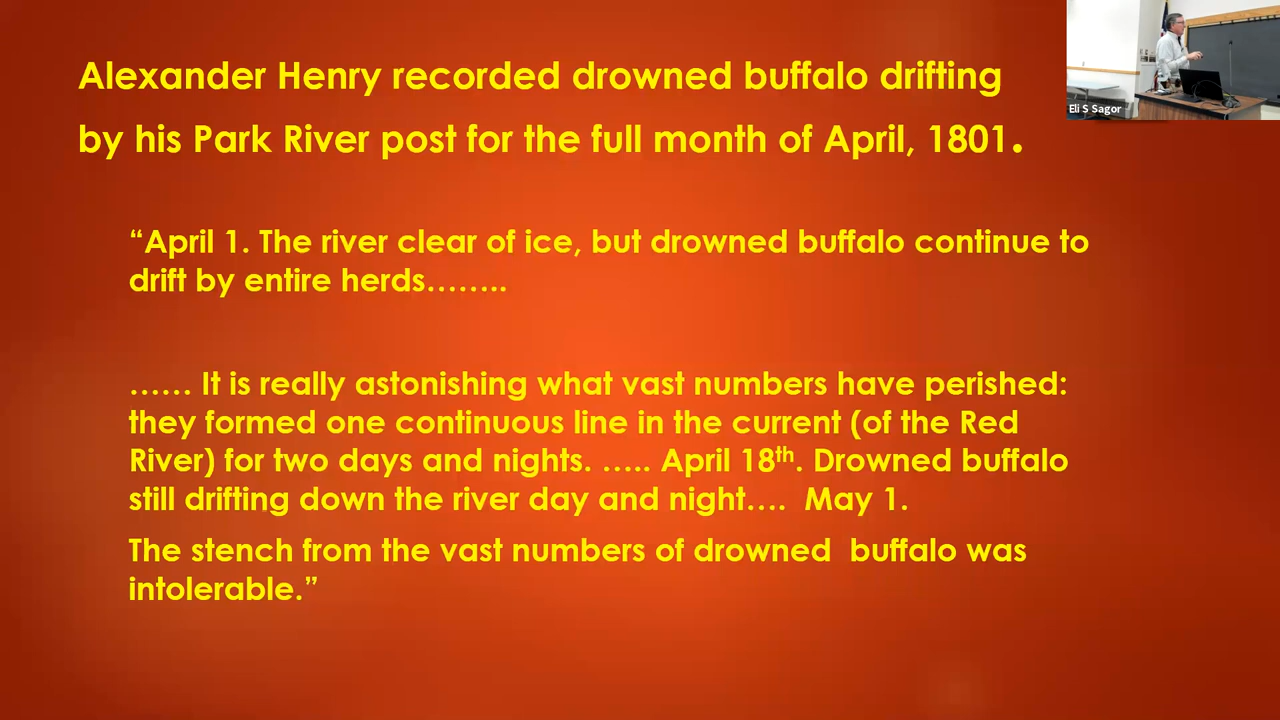 Alexander Henry recorded drowned buffalo drifting
by his Park River post for the full month of April, 1801.
Eli S Sagor
“April 1. The river clear of ice, but drowned buffalo continue to
drift by entire herds……..
…… It is really astonishing what vast numbers have perished:
they formed one continuous line in the current (of the Red
River) for two days and nights. ….. April 18th. Drowned buffalo
still drifting down the river day and night…. May 1.
The stench from the vast numbers of drowned  buffalo was
intolerable.”